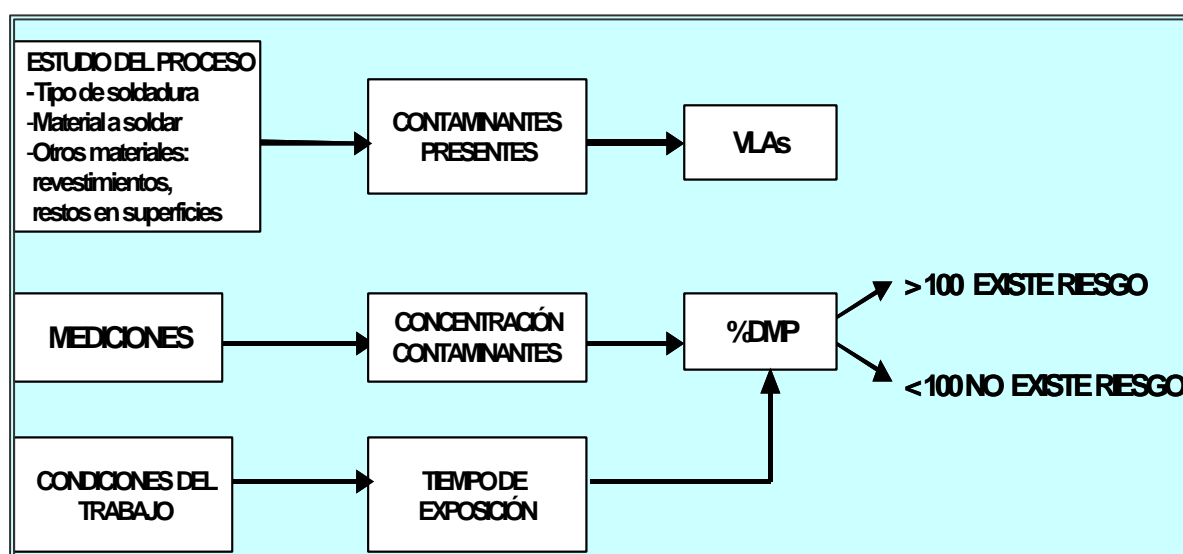 ESTUDIO DEL PROCESO
-Tipo de soldadura
-Material a soldar
-Otros materiales:
revestimientos,
restos en superficies
CONTAMINANTES
PRESENTES
VLAs
MEDICIONES
CONCENTRACIÓN
CONTAMINANTES
%DMP
> 100 EXISTE RIESGO
< 100 NO EXISTE RIESGO
CONDICIONES DEL
TRABAJO
TIEMPO DE
EXPOSICIÓN